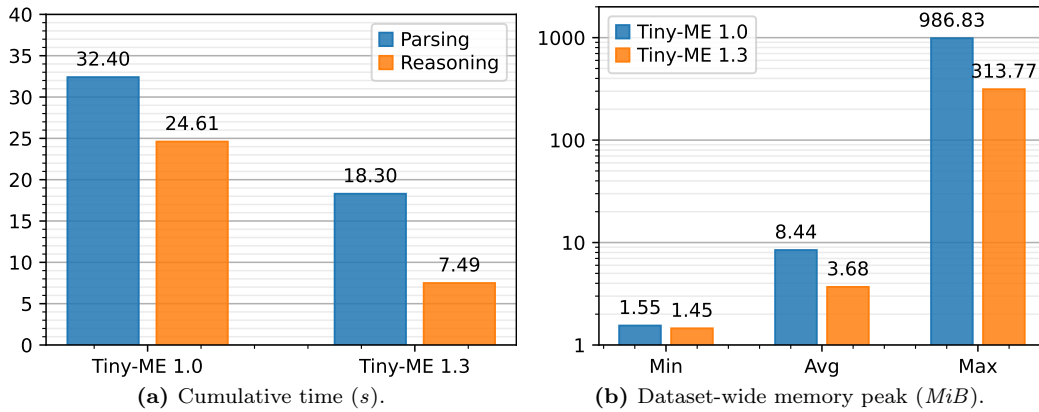 40
35
30
25
20
15
10
5
0
32.40
24.61
18.30
7.49
Parsing
Reasoning
Tiny-ME 1.0
Tiny-ME 1.3
(a) Cumulative time (s).
1000
100
10
1
Tiny-ME 1.0
Tiny-ME 1.3
1.55
1.45
8.44
3.68
986.83
313.77
Min
Avg
Max
(b) Dataset-wide memory peak (MiB).